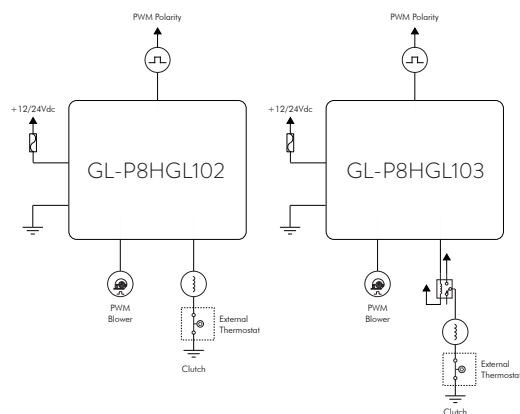 PWM Polarity
+12/24Vdc
GL-P8HGL102
PWM
Blower
External
Thermostat
Clutch
PWM Polarity
+12/24Vdc
GL-P8HGL103
PWM
Blower
External
Thermostat
Clutch